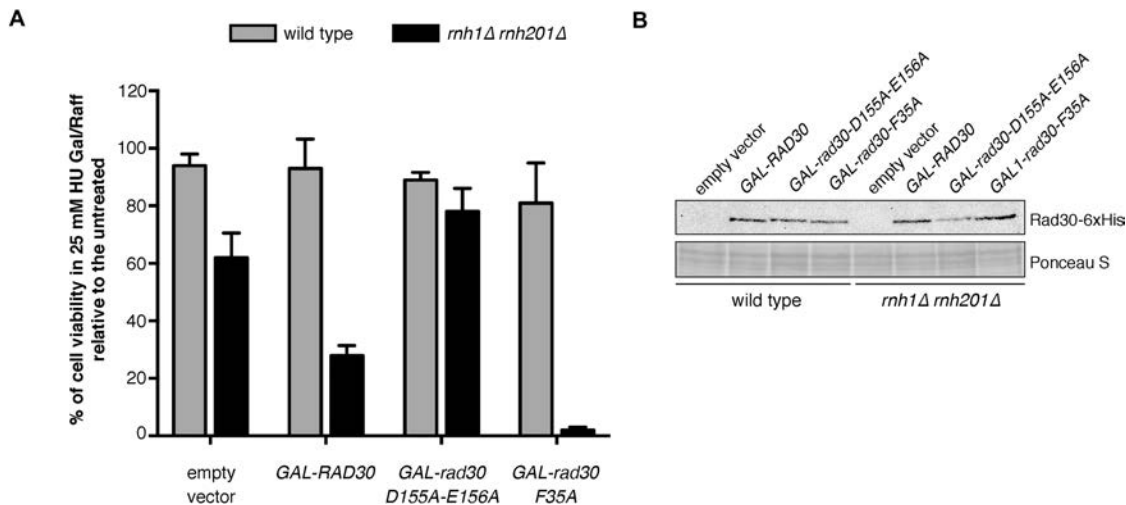 A
wild type
rnh1Δ rnh201Δ
% of cell viability in 25 mM HU Gal/Raff
relative to the untreated
120
100
80
60
40
20
0
empty
vector
GAL-RAD30
GAL-rad30
D155A-E156A
GAL-rad30
F35A
B
empty vector
GAL-RAD30
GAL-rad30-D155A-E156A
GAL-rad30-F35A
empty vector
GAL-RAD30
GAL-rad30-D155A-E156A
GAL1-rad30-F35A
Rad30-6xHis
Ponceau S
wild type
rnh1Δ rnh201Δ